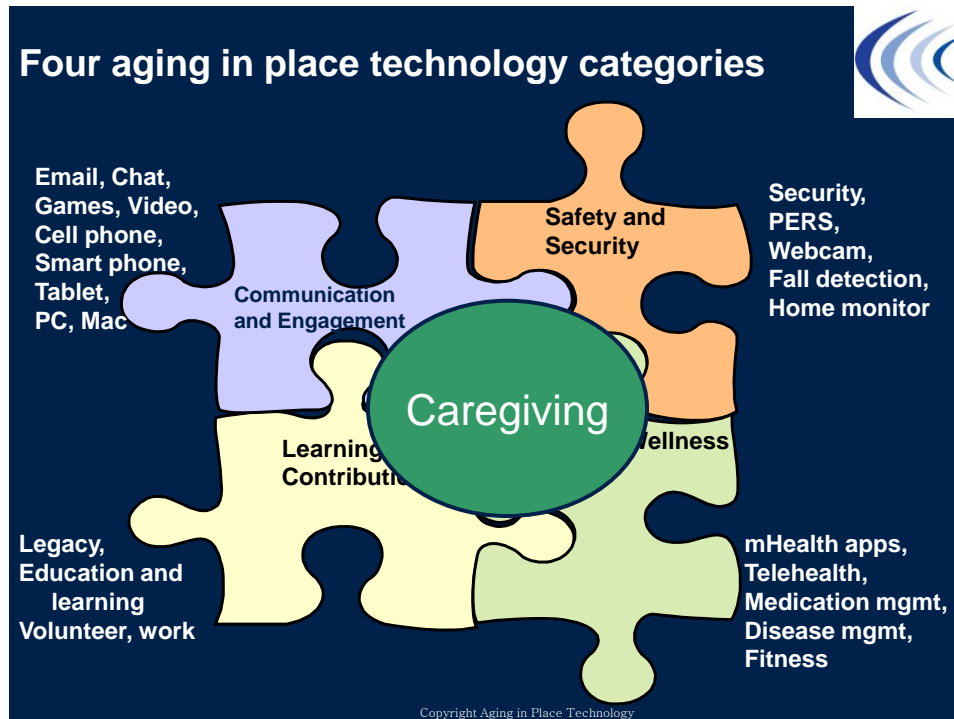 Four aging in place technology categories
Email, Chat,
Games, Video,
Cell phone,
Smart phone,
Tablet,
PC, Mac
Communication
and Engagement
Safety and
Security
Security,
PERS,
Webcam,
Fall detection,
Home monitor
Caregiving
Learning
Legacy,
Education and
learning
Volunteer, work
mHealth apps,
Telehealth,
Medication mgmt,
Disease mgmt,
Fitness
Copyright Aging in Place Technology